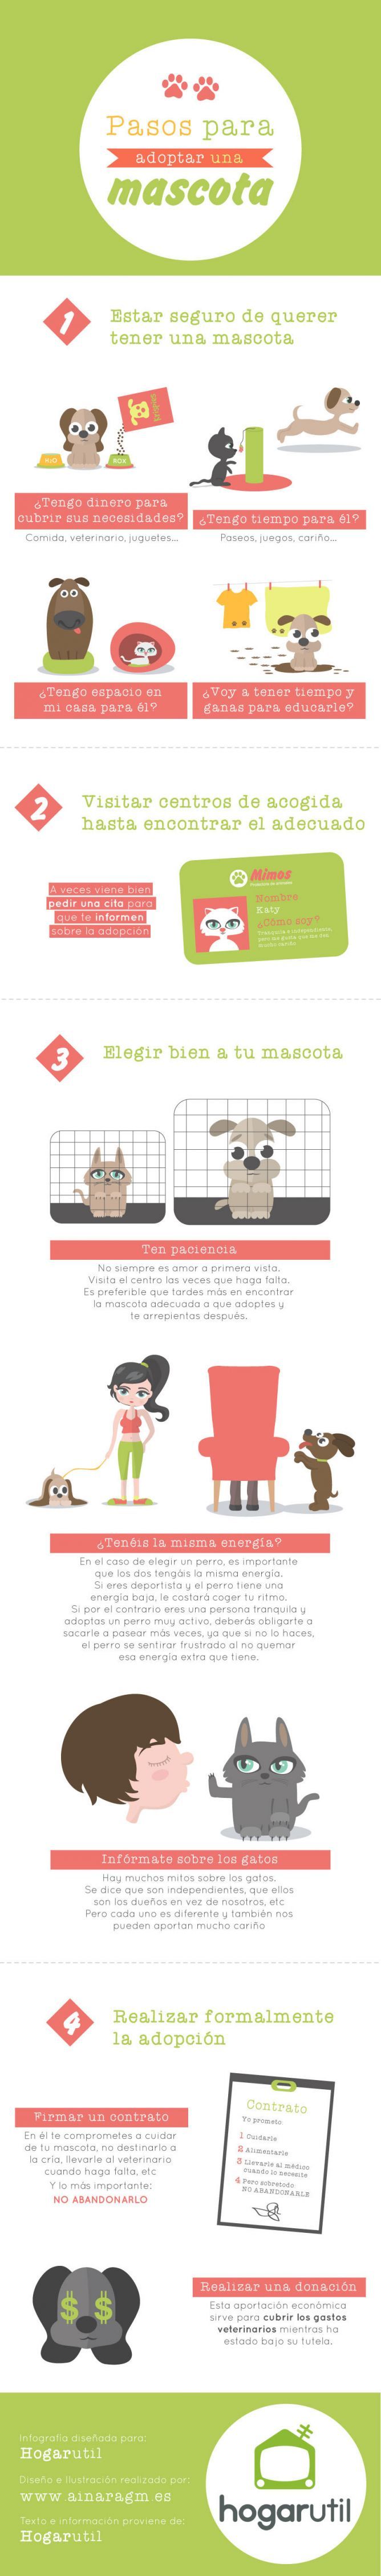 Pasos para
adoptar una
mascota
1
Estar seguro de querer
tener una mascota
¿Tengo dinero para
cubrir sus necesidades?
Comida, veterinario, juguetes...
¿Tengo tiempo para él?
Paseos, juegos, cariño...
¿Tengo espacio en
mi casa para él?
¿Voy a tener tiempo y
ganas para educarle?
2
Visitar centros de acogida
hasta encontrar el adecuado
A veces viene bien
pedir una cita para
que te informen
sobre la adopción
Mimos
Nombre
Katy
¿Cómo soy?
3
Elegir bien a tu mascota
Ten paciencia
No siempre es amor a primera vista.
Visita el centro las veces que haga falta.
Es preferible que tardes más en encontrar
la mascota adecuada a que adoptes y
te arrepientas después.
¿Tenéis la misma energía?
En el caso de elegir un perro, es importante
que los dos tengáis la misma energía.
Si eres deportista y el perro tiene una
energía baja, le costará coger tu ritmo.
Si por el contrario eres una persona tranquila y
adoptas un perro muy activo, deberás obligarte a
sacarle a pasear más veces, ya que si no lo haces,
el perro se sentirar frustrado al no quemar
esa energía extra que tiene.
Infórmate sobre los gatos
Hay muchos mitos sobre los gatos.
Se dice que son independientes, que ellos
son los dueños en vez de nosotros, etc
Pero cada uno es diferente y también nos
pueden aportan mucho cariño
4
Realizar formalmente
la adopción
Firmar un contrato
En él te comprometes a cuidar
de tu mascota, no destinarlo a
la cría, llevarle al veterinario
cuando haga falta, etc
Y lo más importante:
NO ABANDONARLO
Contrato
Yo prometo:
1 Cuidarle
2 Alimentarle
3 Llevarle al médico
cuando lo necesite
4 Pero sobretodo:
NO ABANDONARLE
$ $
Realizar una donación
Esta aportación económica
sirve para cubrir los gastos
veterinarios mientras ha
estado bajo su tutela.
Infografía diseñada para:
Hogarutil
Diseño e Ilustración realizado por:
www.ainaragm.es
Texto e información proviene de:
Hogarutil
hogarutil